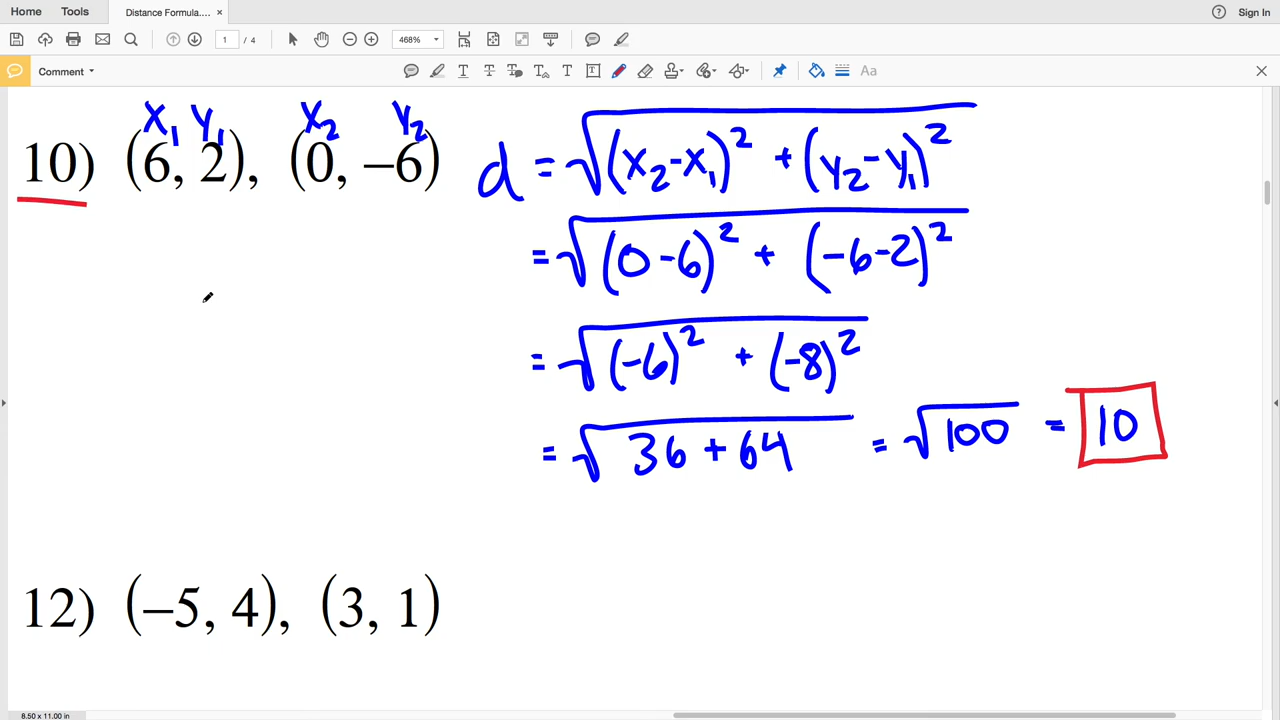 Home Tools Distance Formula.... × Sign In
1 / 4 468%
Comment Aa
x₁ y₁ x₂ y₂
10) (6, 2), (0, −6) d = √(x₂-x₁)² + (y₂-y₁)²
= √(0-6)² + (-6-2)²
= √(-6)² + (-8)²
= √36 + 64 = √100 = 10
12) (−5, 4), (3, 1)
8.50 x 11.00 in